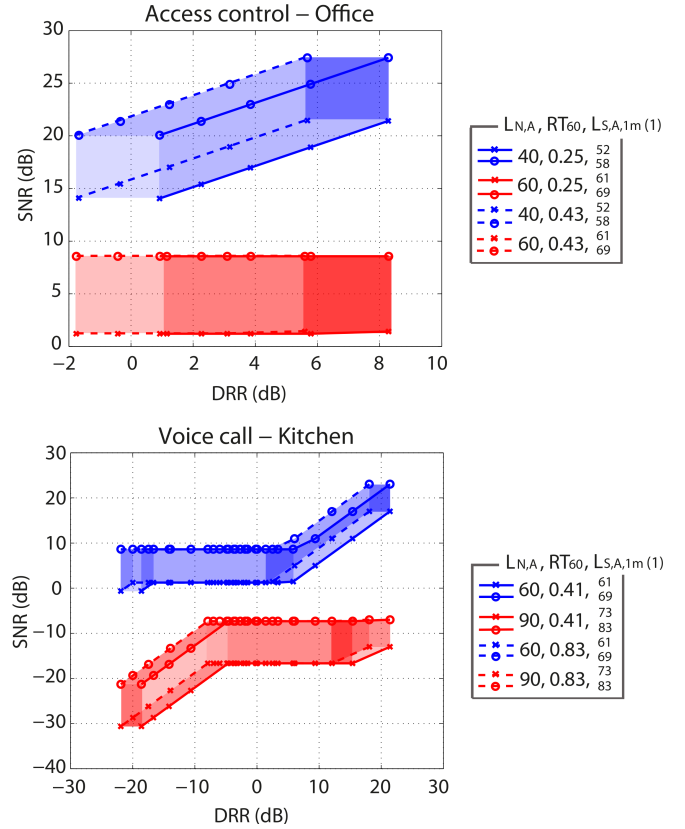 Access control – Office
30
25
20
15
10
5
0
SNR (dB)
−2 0 2 4 6 8 10
DRR (dB)
LN,A , RT60 , LS,A,1m (1)
40, 0.25, 52 58
60, 0.25, 61 69
40, 0.43, 52 58
60, 0.43, 61 69
Voice call – Kitchen
30
20
10
0
−10
−20
−30
−40
SNR (dB)
−30 −20 −10 0 10 20 30
DRR (dB)
LN,A , RT60 , LS,A,1m (1)
60, 0.41, 61 69
90, 0.41, 73 83
60, 0.83, 61 69
90, 0.83, 73 83